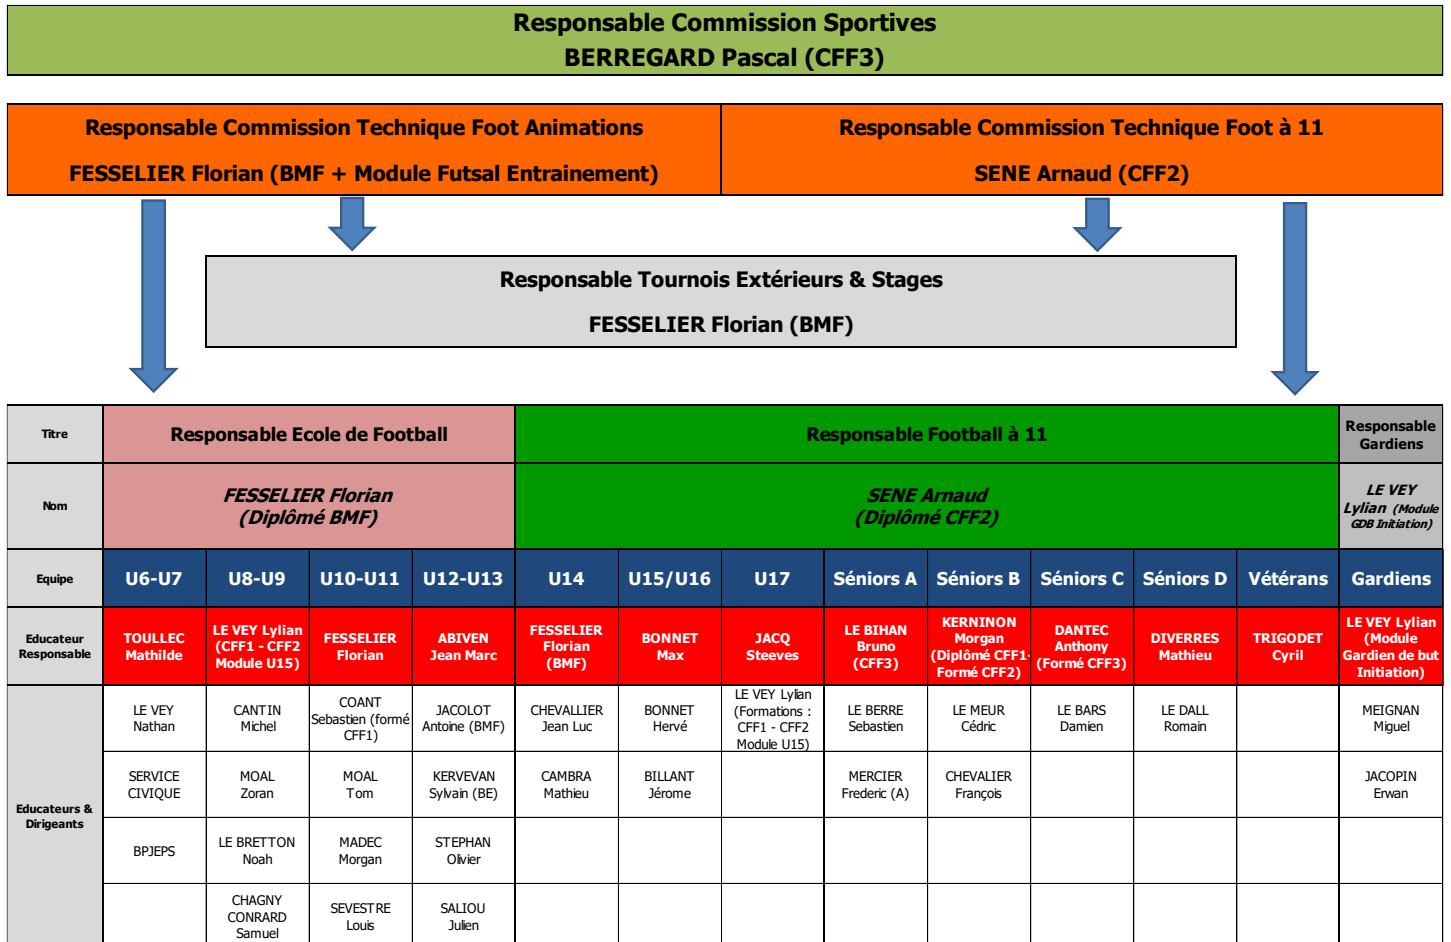 Responsable Commission Sportives
BERREGARD Pascal (CFF3)
Responsable Commission Technique Foot Animations
FESSELIER Florian (BMF + Module Futsal Entrainement)
Responsable Commission Technique Foot à 11
SENE Arnaud (CFF2)
Responsable Tournois Extérieurs & Stages
FESSELIER Florian (BMF)
Titre
Responsable Ecole de Football
Responsable Football à 11
Responsable
Gardiens
Nom
FESSELIER Florian
(Diplômé BMF)
SENE Arnaud
(Diplômé CFF2)
LE VEY
Lylian (Module
GDB Initiation)
Equipe
U6-U7
U8-U9
U10-U11
U12-U13
U14
U15/U16
U17
Séniors A
Séniors B
Séniors C
Séniors D
Vétérans
Gardiens
Educateur
Responsable
TOULLEC
Mathilde
LE VEY Lylian
(CFF1 - CFF2
Module U15)
FESSELIER
Florian
ABIVEN
Jean Marc
FESSELIER
Florian
(BMF)
BONNET
Max
JACQ
Steeves
LE BIHAN
Bruno
(CFF3)
KERNINON
Morgan
(Diplômé CFF1-
Formé CFF2)
DANTEC
Anthony
(Formé CFF3)
DIVERRES
Mathieu
TRIGODET
Cyril
LE VEY Lylian
(Module
Gardien de but
Initiation)
Educateurs &
Dirigeants
LE VEY
Nathan
CANTIN
Michel
COANT
Sebastien (formé
CFF1)
JACOLOT
Antoine (BMF)
CHEVALLIER
Jean Luc
BONNET
Hervé
LE VEY Lylian
(Formations :
CFF1 - CFF2
Module U15)
LE BERRE
Sebastien
LE MEUR
Cédric
LE BARS
Damien
LE DALL
Romain
MEIGNAN
Miguel
SERVICE
CIVIQUE
MOAL
Zoran
MOAL
Tom
KERVEVAN
Sylvain (BE)
CAMBRA
Mathieu
BILLANT
Jérome
MERCIER
Frederic (A)
CHEVALIER
François
JACOPIN
Erwan
BPJEPS
LE BRETTON
Noah
MADEC
Morgan
STEPHAN
Olivier
CHAGNY
CONRARD
Samuel
SEVESTRE
Louis
SALIOU
Julien